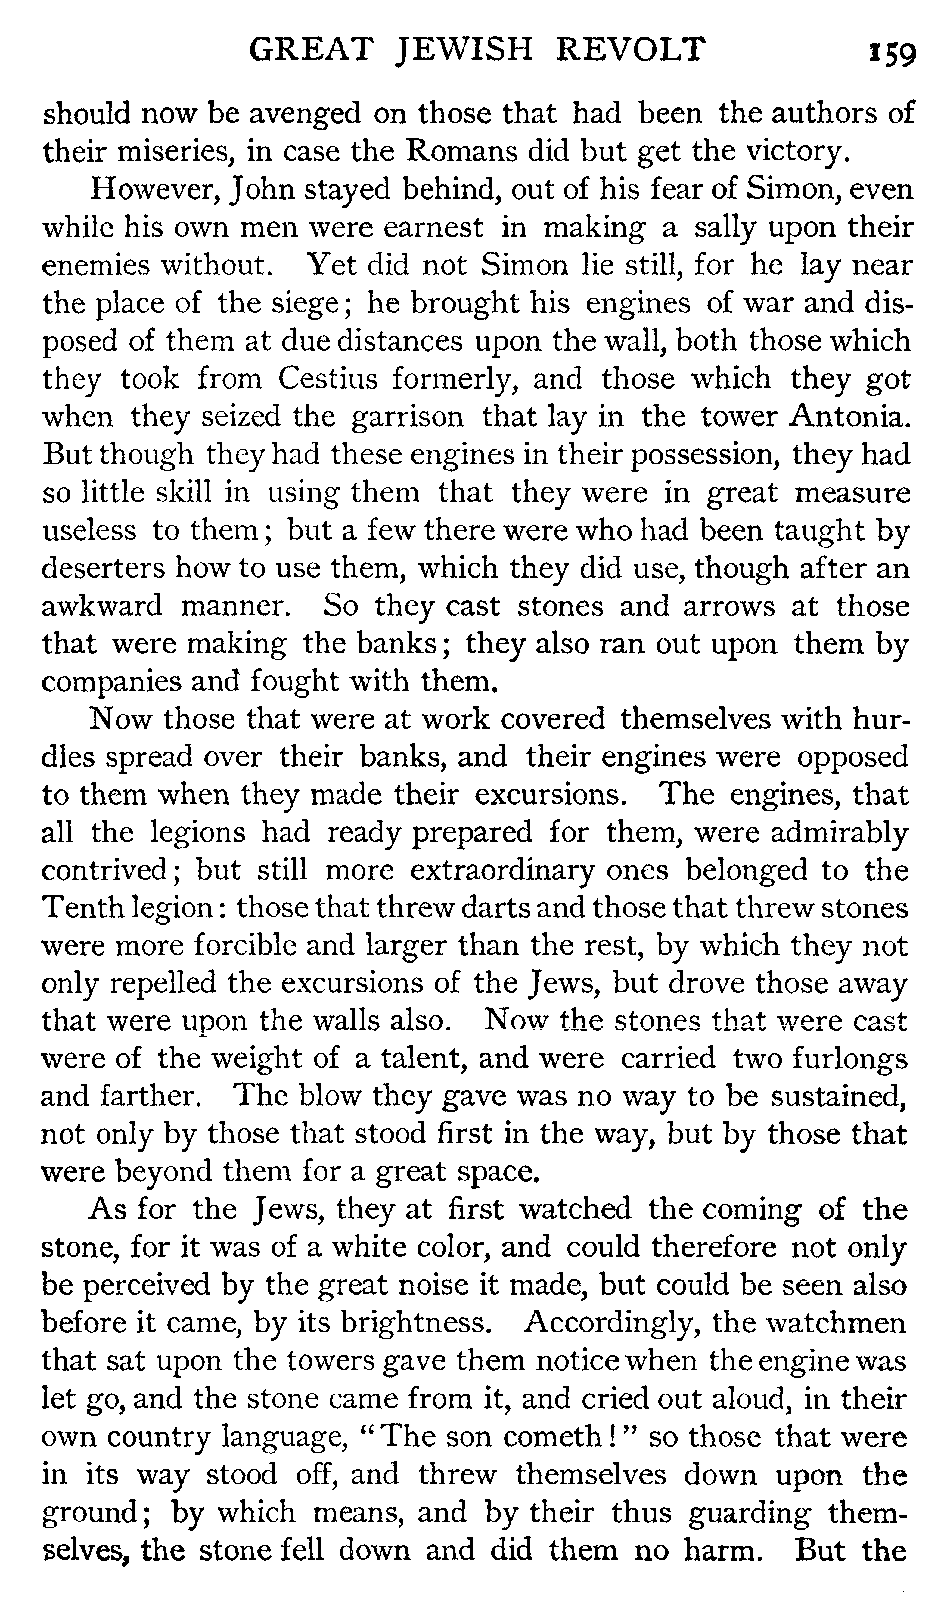 GREAT JEWISH REVOLT 159
should now be avenged on those that had been the authors of
their miseries, in case the Romans did but get the victory.
However, John stayed behind, out of his fear of Simon, even
while his own men were earnest in making a sally upon their
enemies without. Yet did not Simon lie still, for he lay near
the place of the siege; he brought his engines of war and dis-
posed of them at due distances upon the wall, both those which
they took from Cestius formerly, and those which they got
when they seized the garrison that lay in the tower Antonia.
But though they had these engines in their possession, they had
so little skill in using them that they were in great measure
useless to them; but a few there were who had been taught by
deserters how to use them, which they did use, though after an
awkward manner. So they cast stones and arrows at those
that were making the banks; they also ran out upon them by
companies and fought with them.
Now those that were at work covered themselves with hur-
dles spread over their banks, and their engines were opposed
to them when they made their excursions. The engines, that
all the legions had ready prepared for them, were admirably
contrived; but still more extraordinary ones belonged to the
Tenth legion: those that threw darts and those that threw stones
were more forcible and larger than the rest, by which they not
only repelled the excursions of the Jews, but drove those away
that were upon the walls also. Now the stones that were cast
were of the weight of a talent, and were carried two furlongs
and farther. The blow they gave was no way to be sustained,
not only by those that stood first in the way, but by those that
were beyond them for a great space.
As for the Jews, they at first watched the coming of the
stone, for it was of a white color, and could therefore not only
be perceived by the great noise it made, but could be seen also
before it came, by its brightness. Accordingly, the watchmen
that sat upon the towers gave them notice when the engine was
let go, and the stone came from it, and cried out aloud, in their
own country language, "The son cometh!" so those that were
in its way stood off, and threw themselves down upon the
ground; by which means, and by their thus guarding them-
selves, the stone fell down and did them no harm. But the